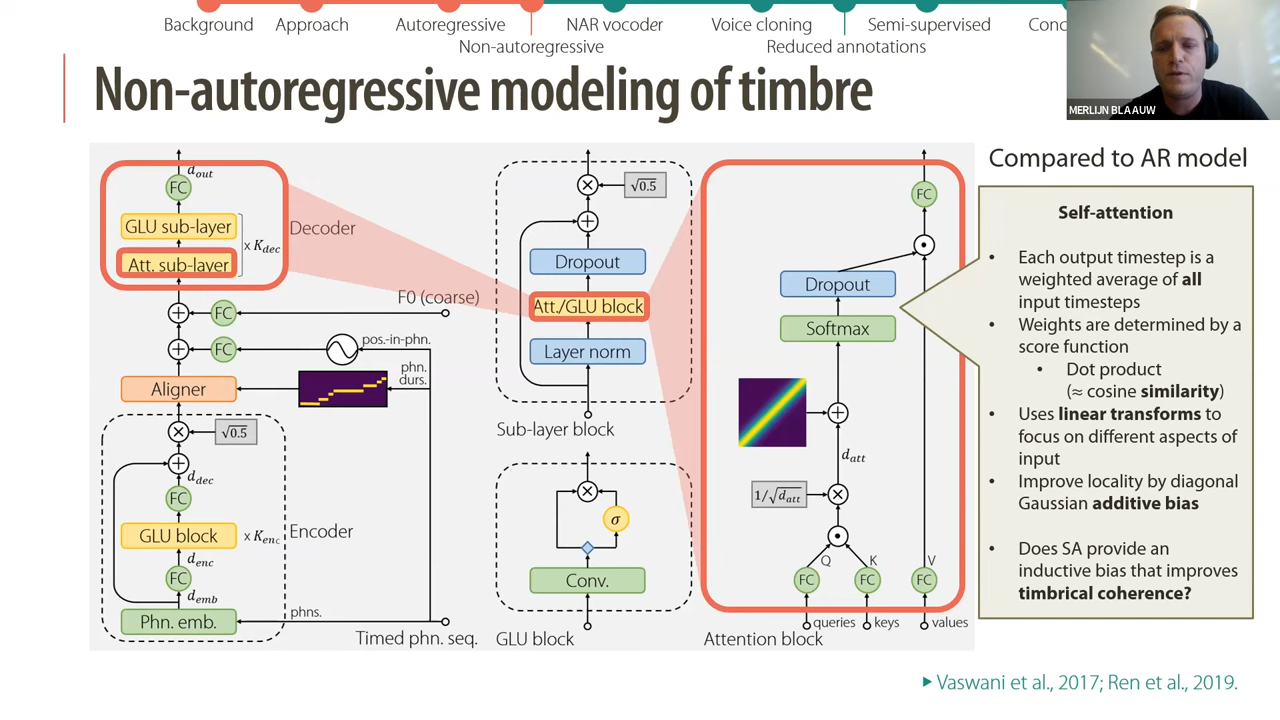 Background
Approach
Autoregressive
NAR vocoder
Voice cloning
Semi-supervised
Conc
Non-autoregressive
Reduced annotations
MERLIJN BLAAUW
Non-autoregressive modeling of timbre
d_out
FC
GLU sub-layer
Att. sub-layer
x K_dec
Decoder
FC
F0 (coarse)
FC
pos.-in-phn.
phn.
durs.
Aligner
√0.5
d_dec
FC
GLU block
x K_enc
Encoder
d_enc
FC
d_emb
Phn. emb.
phns.
Timed phn. seq.
√0.5
Dropout
Att./GLU block
Layer norm
Sub-layer block
σ
Conv.
GLU block
FC
Dropout
Softmax
d_att
1/√d_att
Q
K
V
FC
FC
FC
queries
keys
values
Attention block
Compared to AR model
Self-attention
• Each output timestep is a
weighted average of all
input timesteps
• Weights are determined by a
score function
• Dot product
(≈ cosine similarity)
• Uses linear transforms to
focus on different aspects of
input
• Improve locality by diagonal
Gaussian additive bias
• Does SA provide an
inductive bias that improves
timbrical coherence?
Vaswani et al., 2017; Ren et al., 2019.